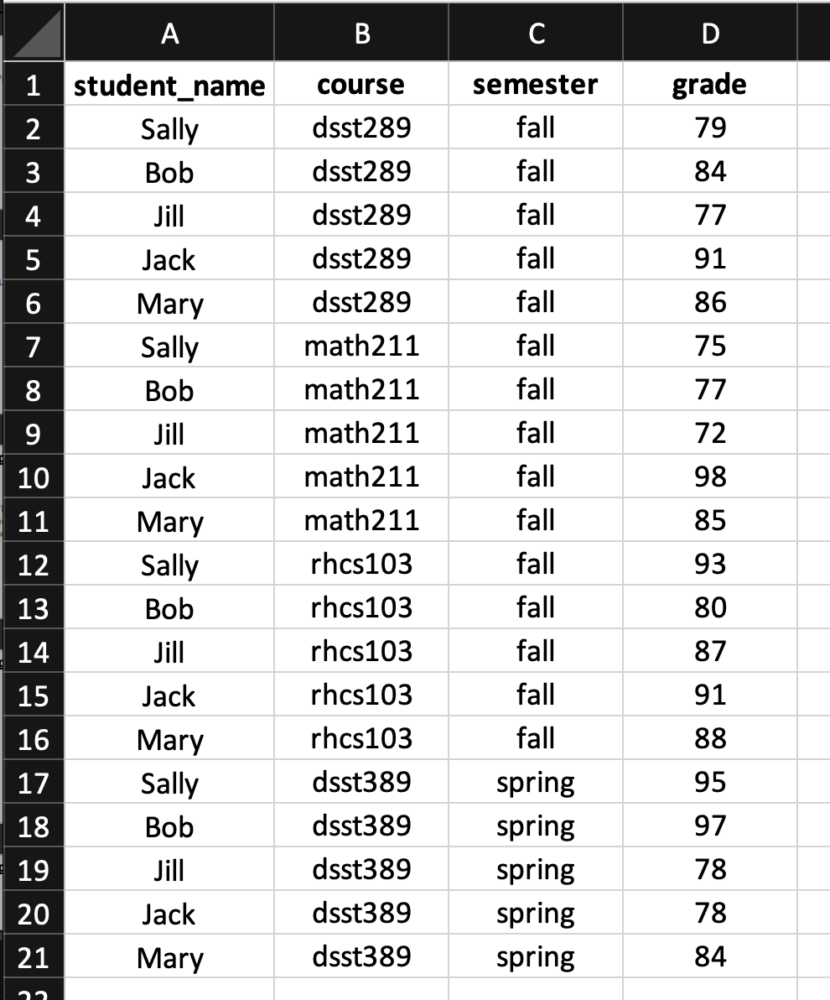 A B C D
1 student_name course semester grade
2 Sally dsst289 fall 79
3 Bob dsst289 fall 84
4 Jill dsst289 fall 77
5 Jack dsst289 fall 91
6 Mary dsst289 fall 86
7 Sally math211 fall 75
8 Bob math211 fall 77
9 Jill math211 fall 72
10 Jack math211 fall 98
11 Mary math211 fall 85
12 Sally rhcs103 fall 93
13 Bob rhcs103 fall 80
14 Jill rhcs103 fall 87
15 Jack rhcs103 fall 91
16 Mary rhcs103 fall 88
17 Sally dsst389 spring 95
18 Bob dsst389 spring 97
19 Jill dsst389 spring 78
20 Jack dsst389 spring 78
21 Mary dsst389 spring 84
22